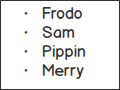 · Frodo
· Sam
· Pippin
· Merry